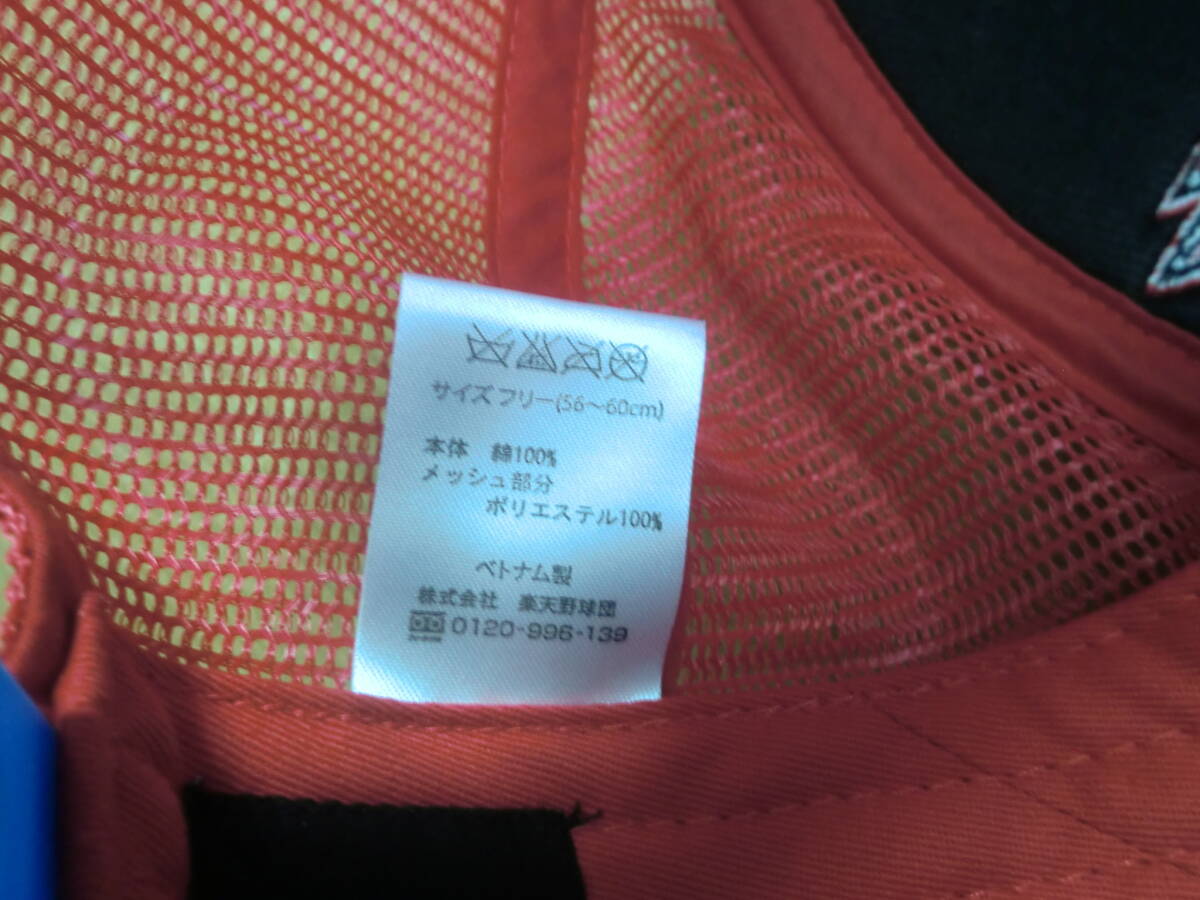 サイズ フリー(56～60cm)
本体 綿100%
メッシュ部分
ポリエステル100%
ベトナム製
株式会社 楽天野球団
0120-996-139